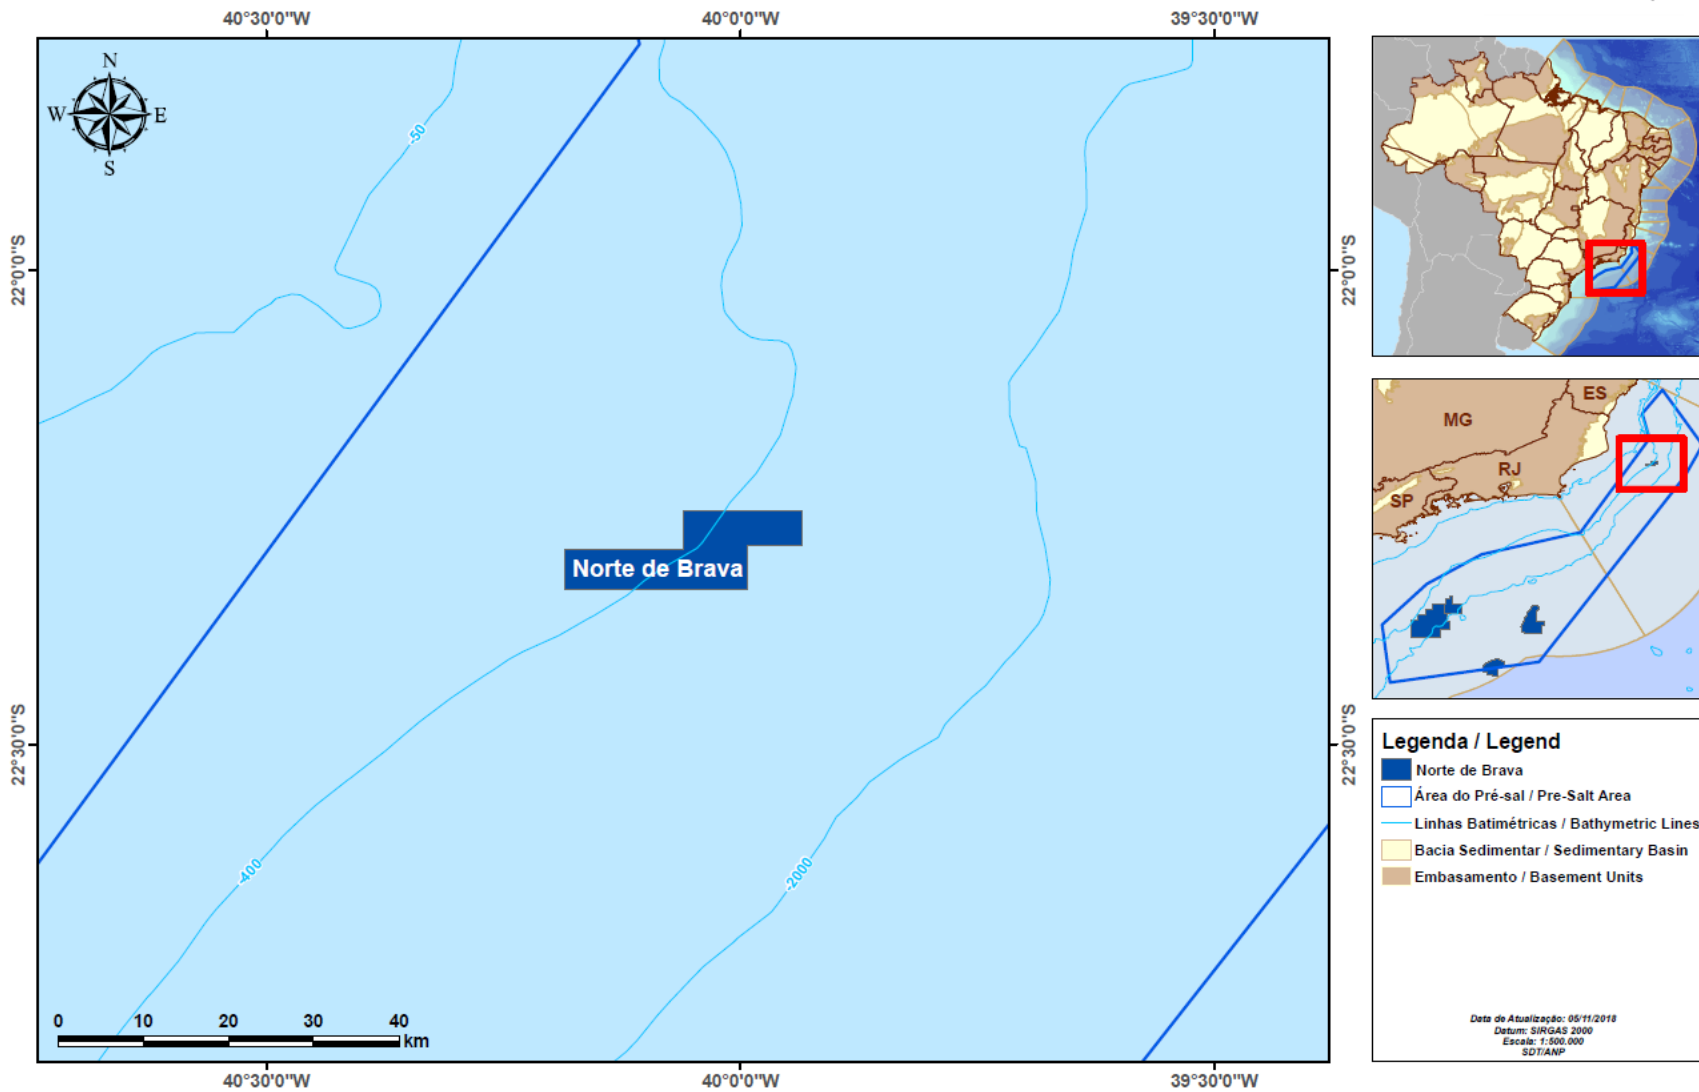 40°30'0"W
40°0'0"W
39°30'0"W
N
W
E
S
-50
22°0'0"S
22°0'0"S
Norte de Brava
22°30'0"S
22°30'0"S
-400
-2000
0
10
20
30
40
km
40°30'0"W
40°0'0"W
39°30'0"W
ES
MG
RJ
SP
Legenda / Legend
Norte de Brava
Área do Pré-sal / Pre-Salt Area
Linhas Batimétricas / Bathymetric Lines
Bacia Sedimentar / Sedimentary Basin
Embasamento / Basement Units
Data de Atualização: 05/11/2018
Datum: SIRGAS 2000
Escala: 1:500.000
SDT/ANP